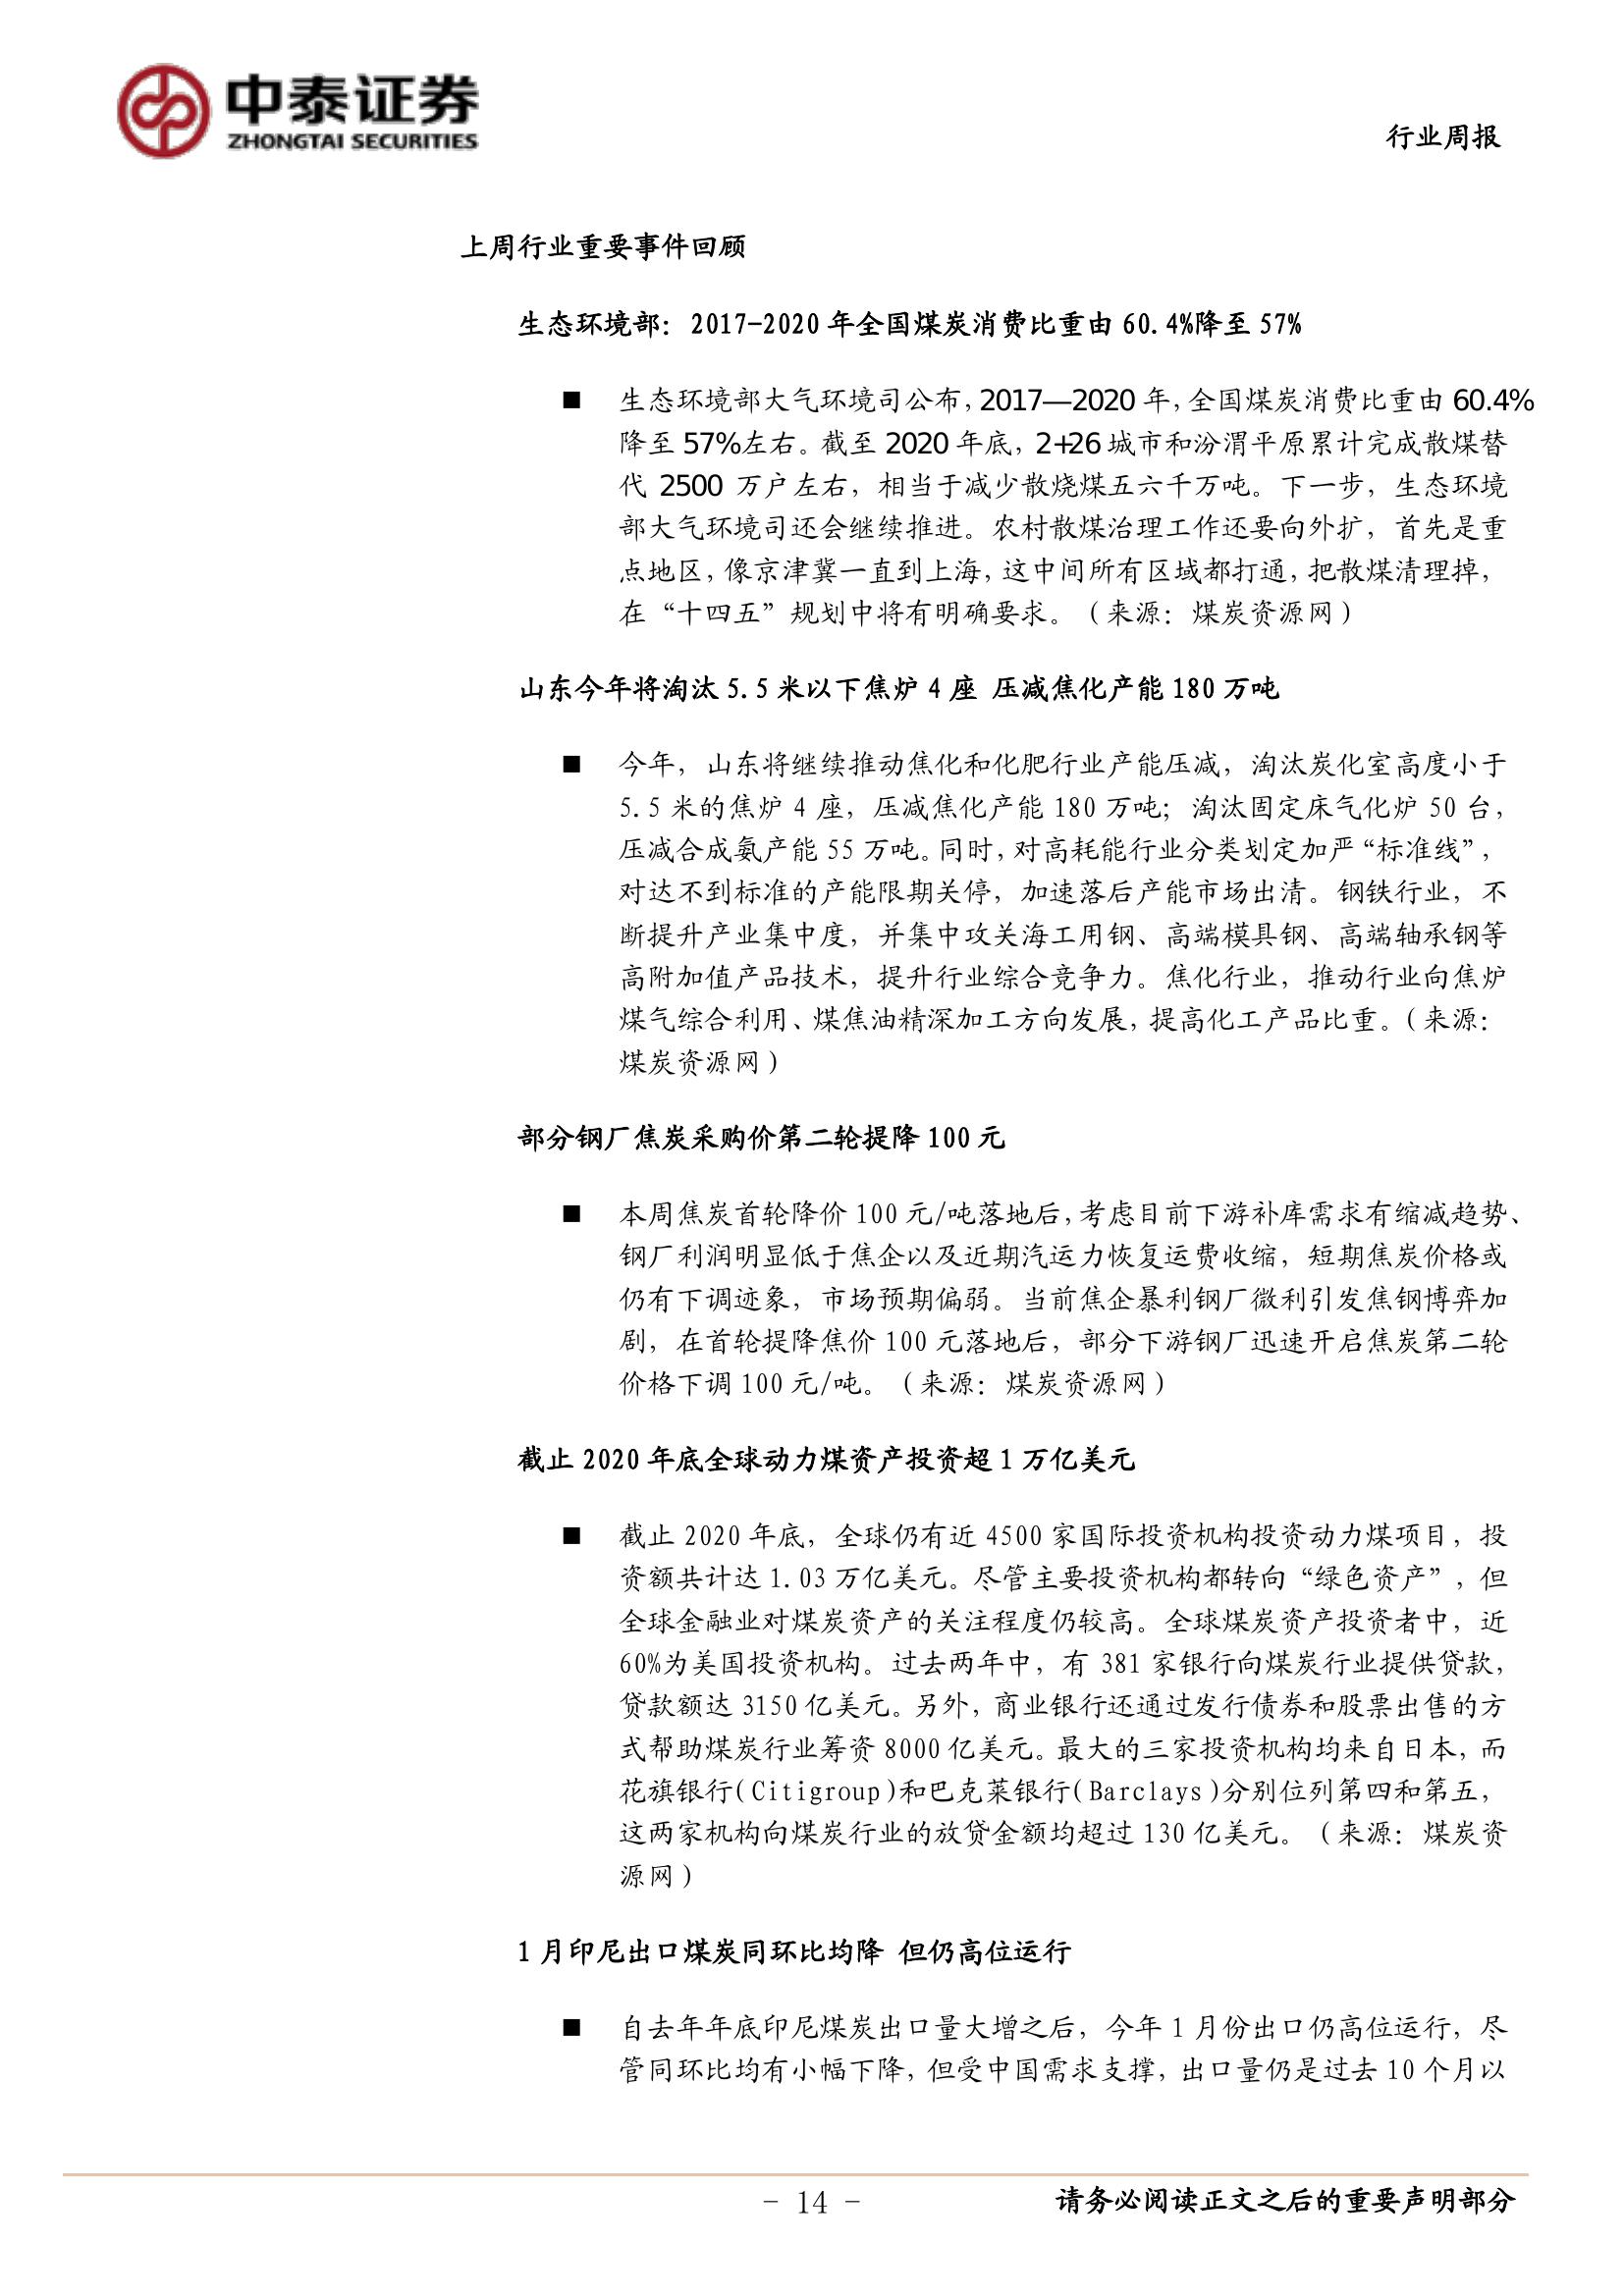 中泰证券
ZHONGTAI SECURITIES
行业周报
上周行业重要事件回顾
生态环境部：2017-2020 年全国煤炭消费比重由 60.4%降至 57%
■ 生态环境部大气环境司公布，2017—2020 年，全国煤炭消费比重由 60.4%
降至 57%左右。截至 2020 年底，2+26 城市和汾渭平原累计完成散煤替
代 2500 万户左右，相当于减少散烧煤五六千万吨。下一步，生态环境
部大气环境司还会继续推进。农村散煤治理工作还要向外扩，首先是重
点地区，像京津冀一直到上海，这中间所有区域都打通，把散煤清理掉，
在“十四五”规划中将有明确要求。（来源：煤炭资源网）
山东今年将淘汰 5.5 米以下焦炉 4 座 压减焦化产能 180 万吨
■ 今年，山东将继续推动焦化和化肥行业产能压减，淘汰炭化室高度小于
5.5 米的焦炉 4 座，压减焦化产能 180 万吨；淘汰固定床气化炉 50 台，
压减合成氨产能 55 万吨。同时，对高耗能行业分类划定加严“标准线”，
对达不到标准的产能限期关停，加速落后产能市场出清。钢铁行业，不
断提升产业集中度，并集中攻关海工用钢、高端模具钢、高端轴承钢等
高附加值产品技术，提升行业综合竞争力。焦化行业，推动行业向焦炉
煤气综合利用、煤焦油精深加工方向发展，提高化工产品比重。（来源：
煤炭资源网）
部分钢厂焦炭采购价第二轮提降 100 元
■ 本周焦炭首轮降价 100 元/吨落地后，考虑目前下游补库需求有缩减趋势、
钢厂利润明显低于焦企以及近期汽运力恢复运费收缩，短期焦炭价格或
仍有下调迹象，市场预期偏弱。当前焦企暴利钢厂微利引发焦钢博弈加
剧，在首轮提降焦价 100 元落地后，部分下游钢厂迅速开启焦炭第二轮
价格下调 100 元/吨。（来源：煤炭资源网）
截止 2020 年底全球动力煤资产投资超 1 万亿美元
■ 截止 2020 年底，全球仍有近 4500 家国际投资机构投资动力煤项目，投
资额共计达 1.03 万亿美元。尽管主要投资机构都转向“绿色资产”，但
全球金融业对煤炭资产的关注程度仍较高。全球煤炭资产投资者中，近
60%为美国投资机构。过去两年中，有 381 家银行向煤炭行业提供贷款，
贷款额达 3150 亿美元。另外，商业银行还通过发行债券和股票出售的方
式帮助煤炭行业筹资 8000 亿美元。最大的三家投资机构均来自日本，而
花旗银行(Citigroup)和巴克莱银行(Barclays)分别位列第四和第五，
这两家机构向煤炭行业的放贷金额均超过 130 亿美元。（来源：煤炭资
源网）
1 月印尼出口煤炭同环比均降 但仍高位运行
■ 自去年年底印尼煤炭出口量大增之后，今年 1 月份出口仍高位运行，尽
管同环比均有小幅下降，但受中国需求支撑，出口量仍是过去 10 个月以
- 14 -
请务必阅读正文之后的重要声明部分